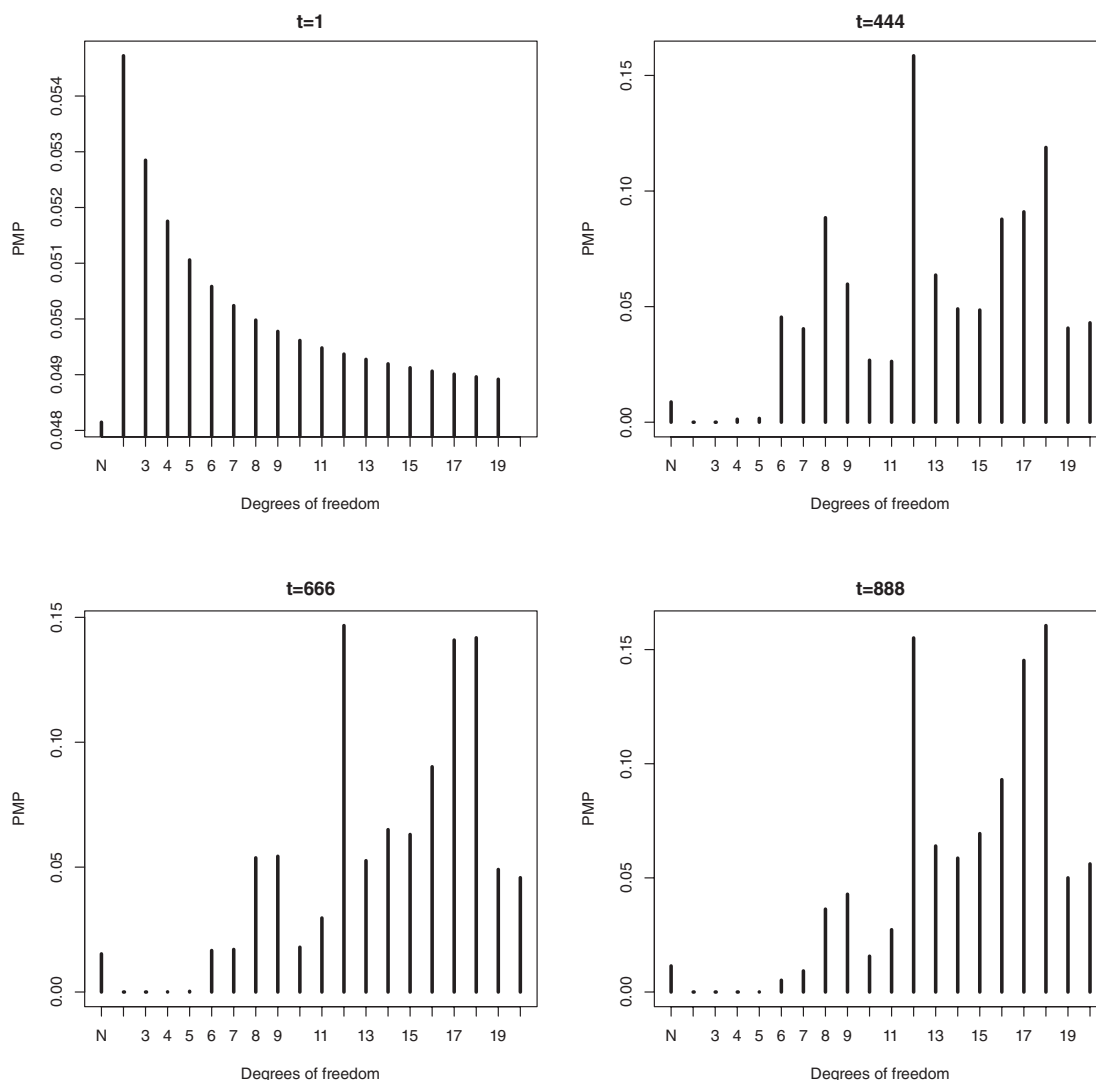 t=1
PMP
0.048 0.049 0.050 0.051 0.052 0.053 0.054
N 3 4 5 6 7 8 9 11 13 15 17 19
Degrees of freedom
t=444
PMP
0.00 0.05 0.10 0.15
N 3 4 5 6 7 8 9 11 13 15 17 19
Degrees of freedom
t=666
PMP
0.00 0.05 0.10 0.15
N 3 4 5 6 7 8 9 11 13 15 17 19
Degrees of freedom
t=888
PMP
0.00 0.05 0.10 0.15
N 3 4 5 6 7 8 9 11 13 15 17 19
Degrees of freedom